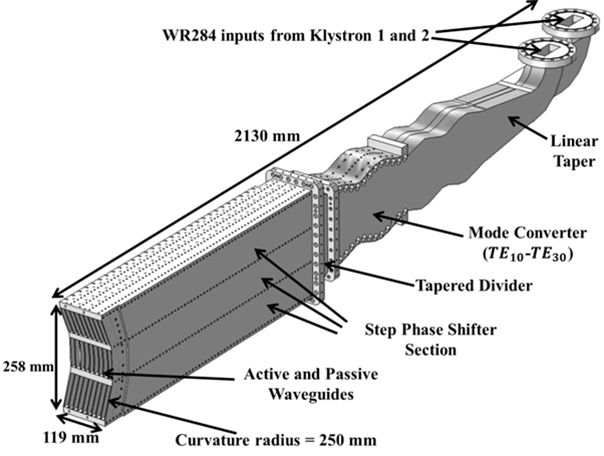 WR284 inputs from Klystron 1 and 2
2130 mm
Linear
Taper
Mode Converter
(TE₁₀-TE₃₀)
Tapered Divider
Step Phase Shifter
Section
258 mm
Active and Passive
Waveguides
119 mm
Curvature radius = 250 mm